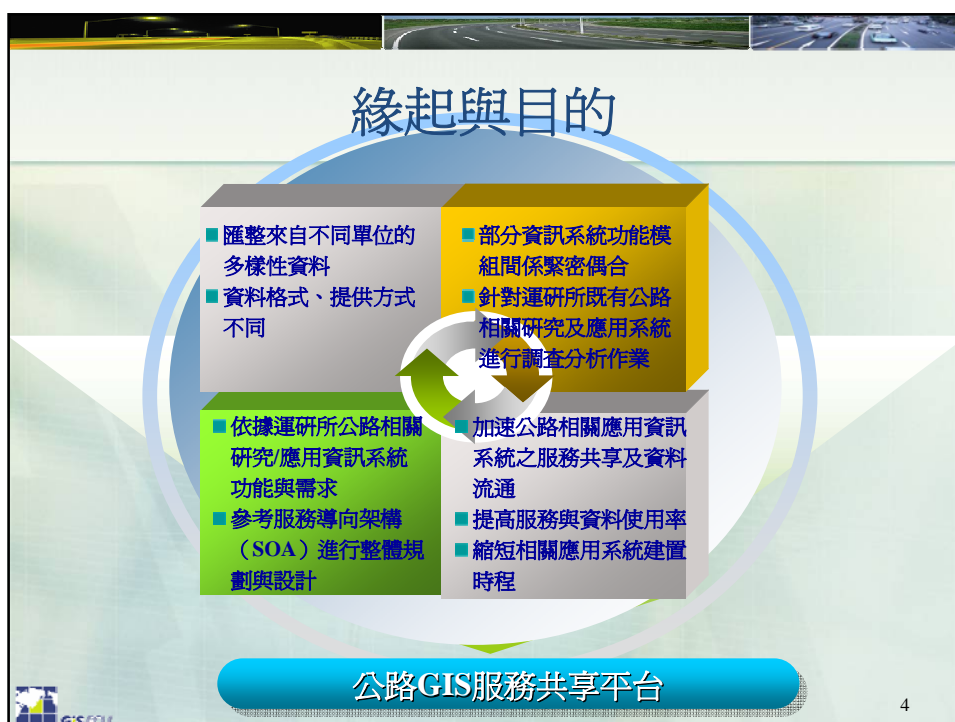 緣起與目的
匯整來自不同單位的
多樣性資料
資料格式、提供方式
不同
部分資訊系統功能模
組間係緊密偶合
針對運研所既有公路
相關研究及應用系統
進行調查分析作業
依據運研所公路相關
研究/應用資訊系統
功能與需求
參考服務導向架構
（SOA）進行整體規
劃與設計
加速公路相關應用資訊
系統之服務共享及資料
流通
提高服務與資料使用率
縮短相關應用系統建置
時程
公路GIS服務共享平台
4